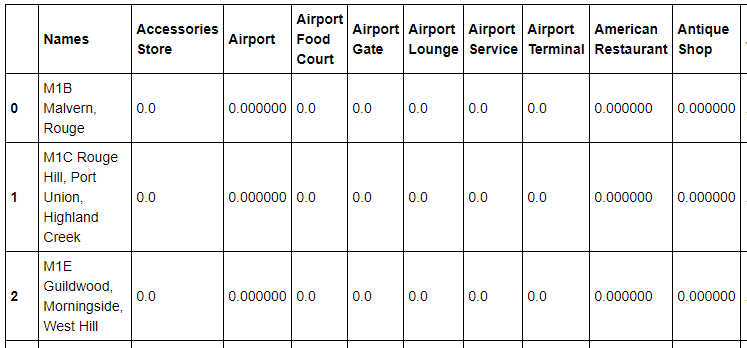 Names Accessories Store Airport Airport Food Court Airport Gate Airport Lounge Airport Service Airport Terminal American Restaurant Antique Shop
0 M1B Malvern, Rouge 0.0 0.000000 0.0 0.0 0.0 0.0 0.0 0.000000 0.000000
1 M1C Rouge Hill, Port Union, Highland Creek 0.0 0.000000 0.0 0.0 0.0 0.0 0.0 0.000000 0.000000
2 M1E Guildwood, Morningside, West Hill 0.0 0.000000 0.0 0.0 0.0 0.0 0.0 0.000000 0.000000